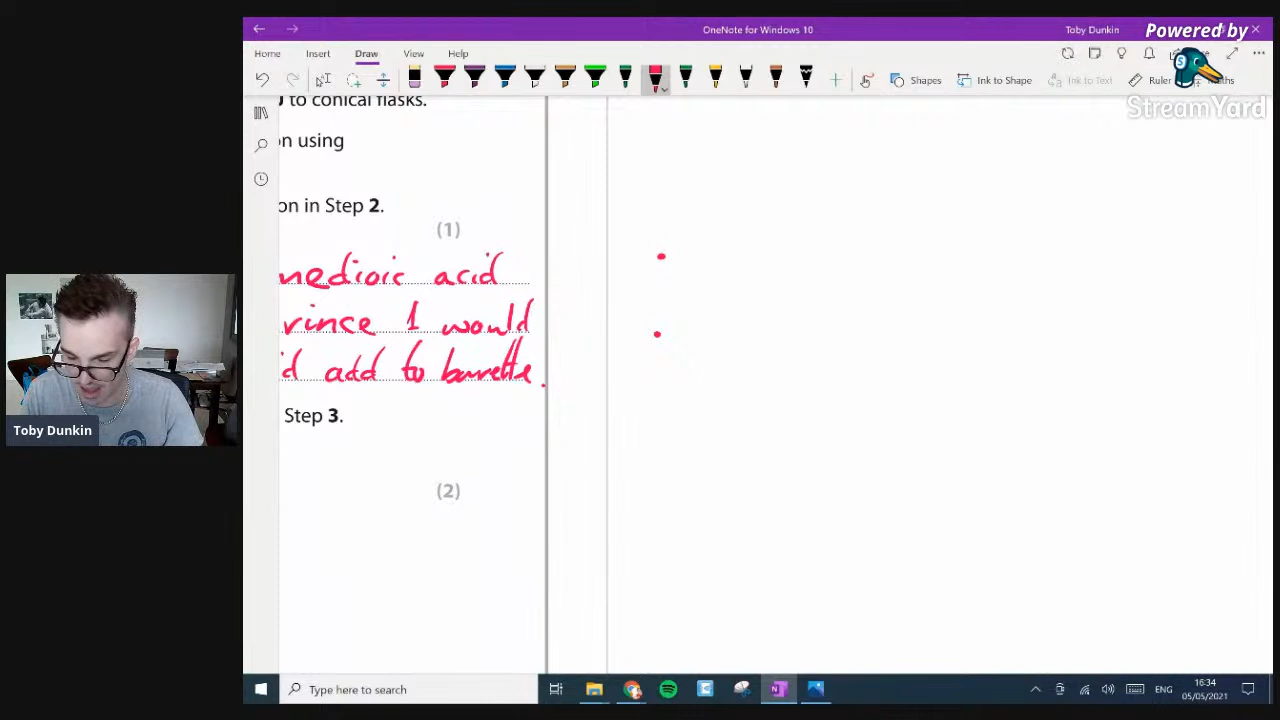 OneNote for Windows 10
Toby Dunkin
Powered by
StreamYard
Home Insert Draw View Help
Shapes Ink to Shape Ink to Text Ruler Maths
to conical flasks.
on using
on in Step 2.
(1)
nedioic acid
rince I would
d add to burette.
Step 3.
(2)
Toby Dunkin
Type here to search
ENG
16:34
05/05/2021